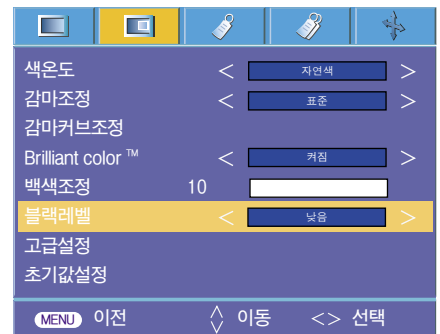 색온도 < 자연색 >
감마조정 < 표준 >
감마커브조정
Brilliant color ™ < 켜짐 >
백색조정 10
블랙레벨 < 낮음 >
고급설정
초기값설정
MENU 이전 이동 <> 선택